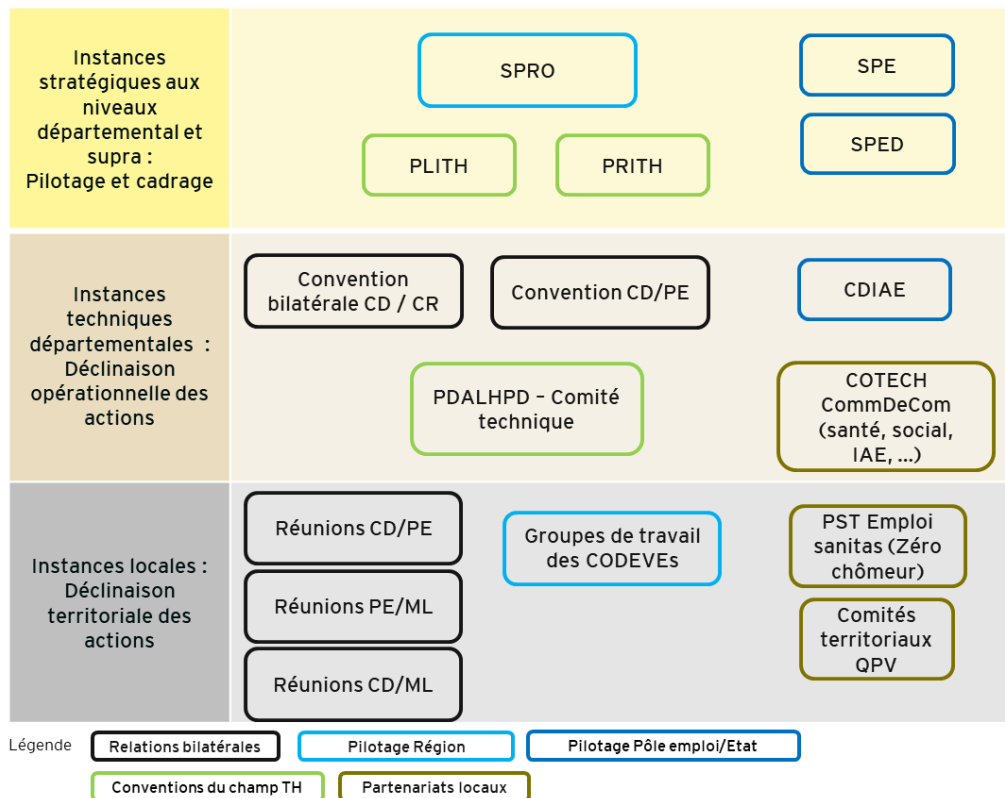 Instances
stratégiques aux
niveaux
départemental et
supra :
Pilotage et cadrage
SPRO
SPE
SPED
PLITH
PRITH
Instances
techniques
départementales :
Déclinaison
opérationnelle des
actions
Convention
bilatérale CD / CR
Convention CD/PE
CDIAE
PDALHPD – Comité
technique
COTECH
CommDeCom
(santé, social,
IAE, ...)
Instances locales :
Déclinaison
territoriale des
actions
Réunions CD/PE
Réunions PE/ML
Réunions CD/ML
Groupes de travail
des CODEVEs
PST Emploi
sanitas (Zéro
chômeur)
Comités
territoriaux
QPV
Légende
Relations bilatérales
Pilotage Région
Pilotage Pôle emploi/Etat
Conventions du champ TH
Partenariats locaux